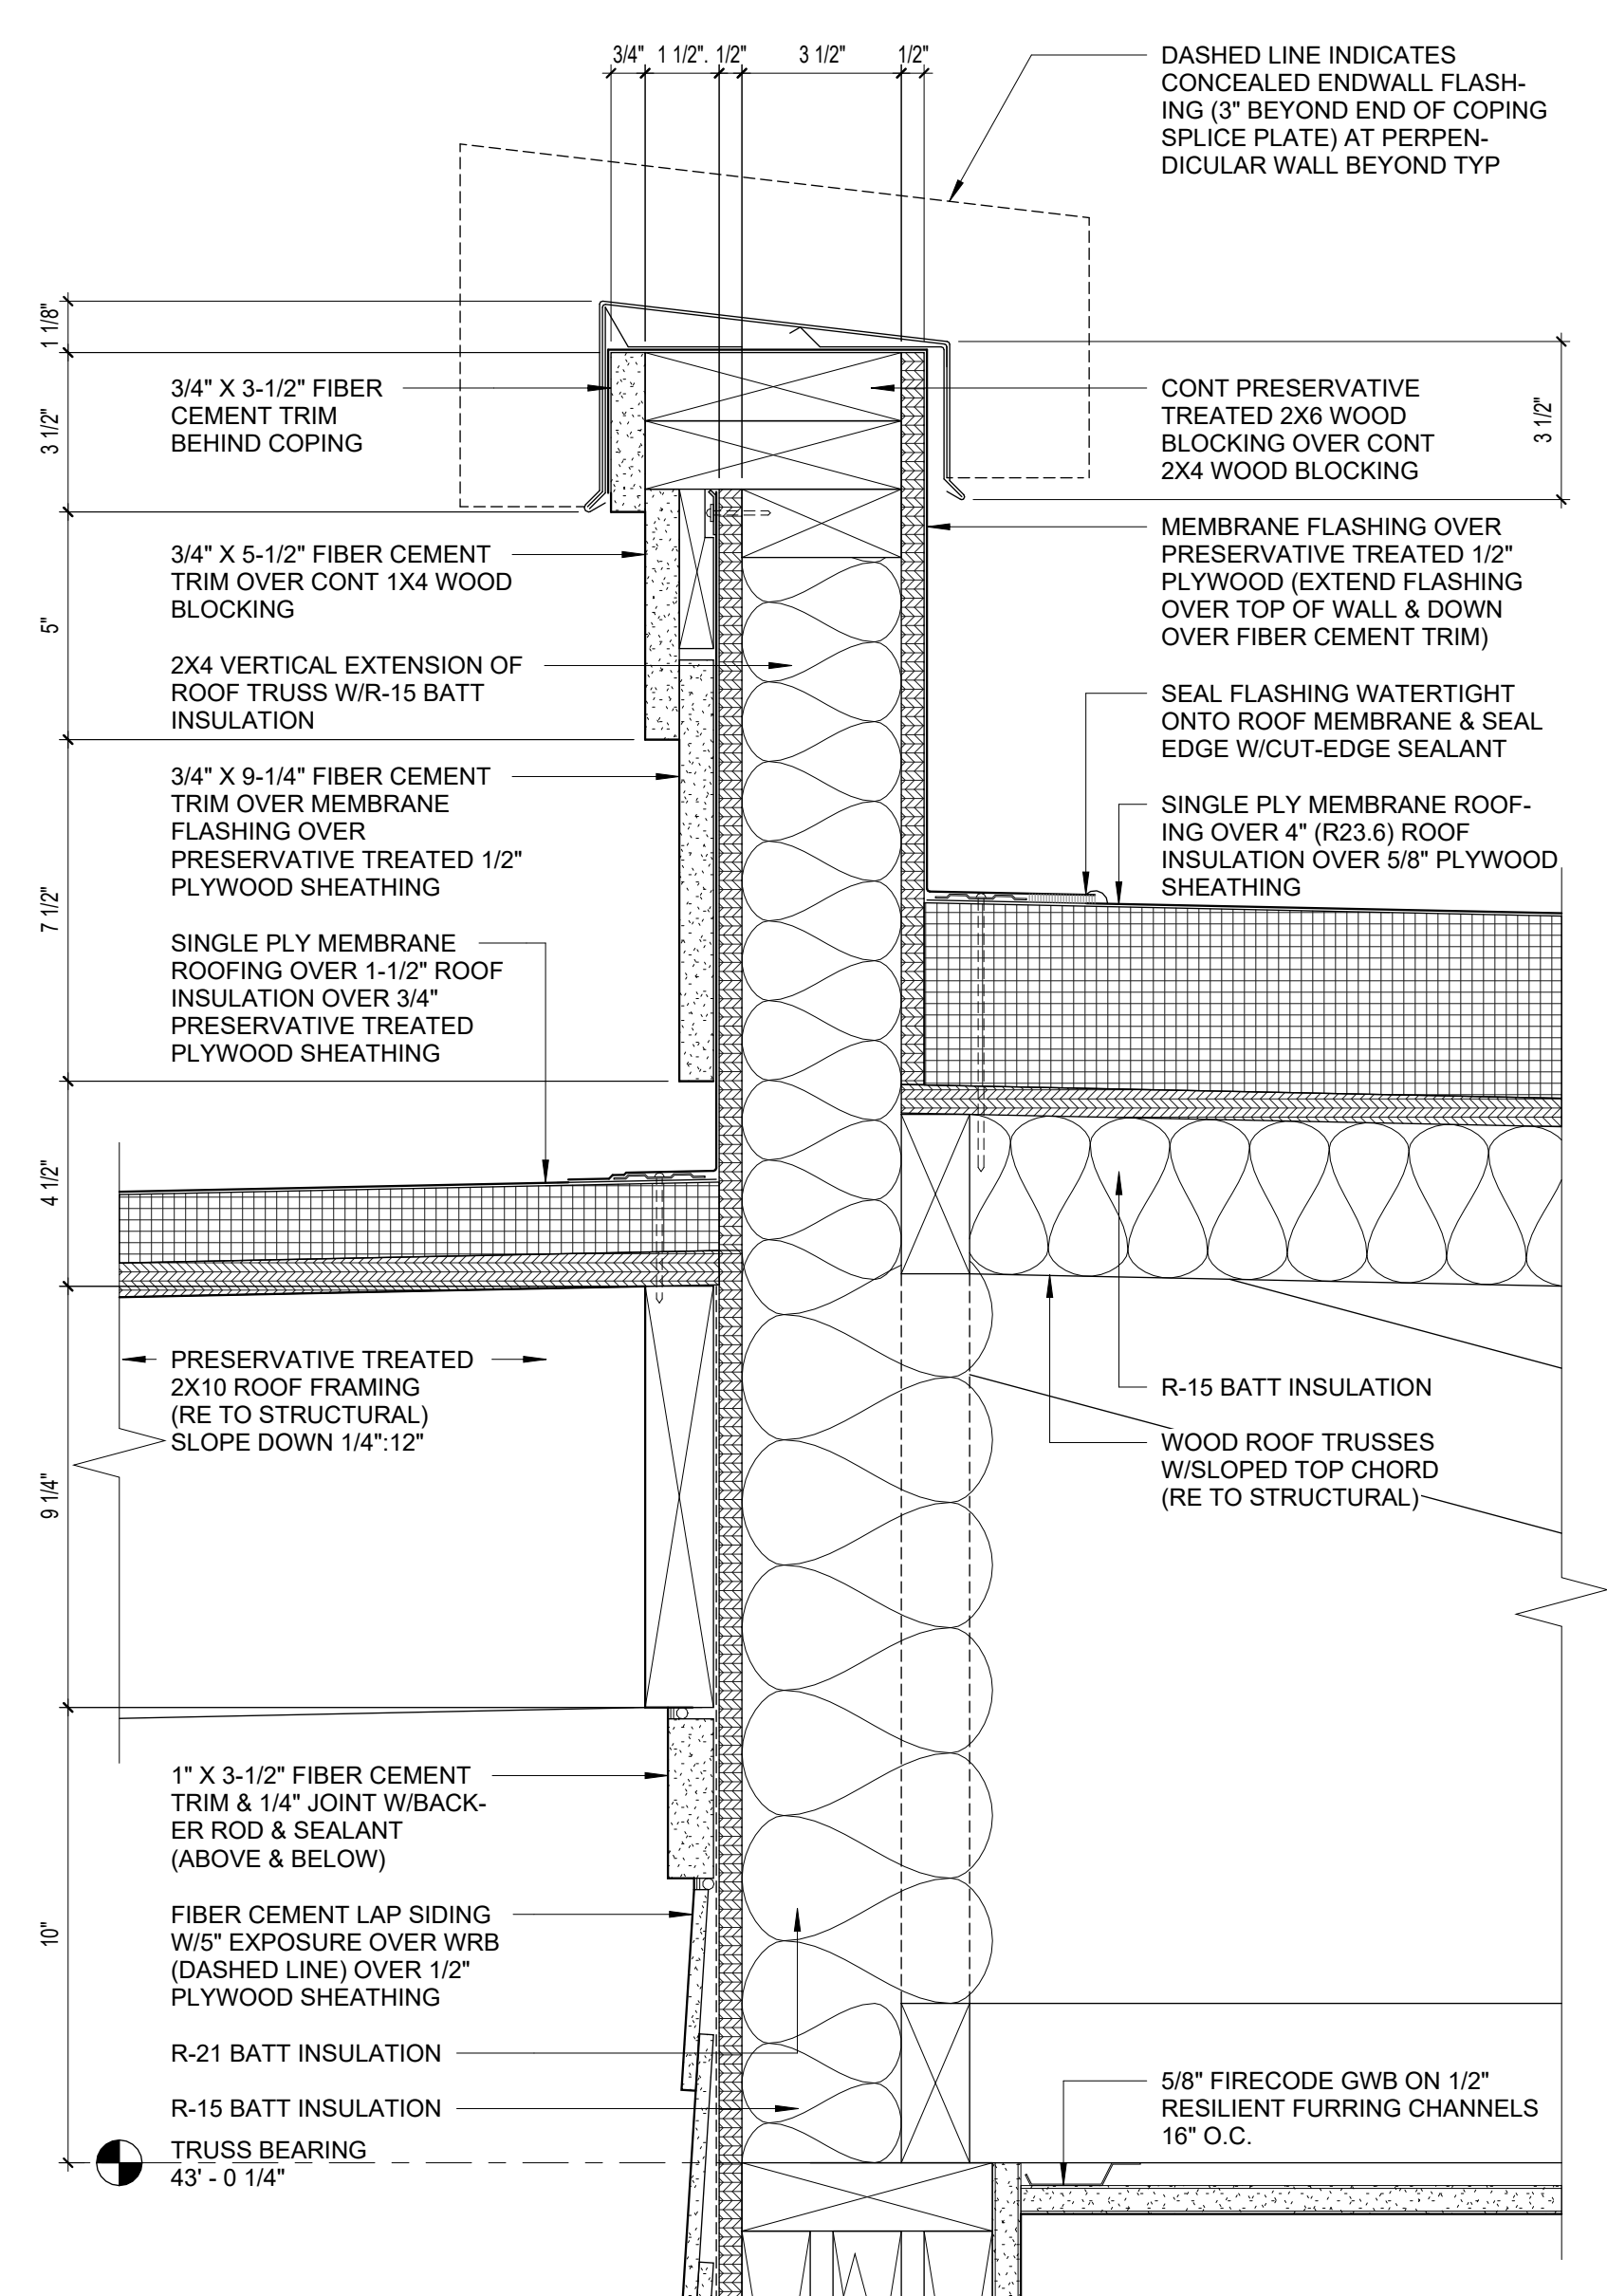 3/4" 1 1/2". 1/2" 3 1/2" 1/2"
DASHED LINE INDICATES
CONCEALED ENDWALL FLASH-
ING (3" BEYOND END OF COPING
SPLICE PLATE) AT PERPEN-
DICULAR WALL BEYOND TYP
1 1/8"
3 1/2"
5"
7 1/2"
4 1/2"
9 1/4"
10"
3/4" X 3-1/2" FIBER
CEMENT TRIM
BEHIND COPING
3/4" X 5-1/2" FIBER CEMENT
TRIM OVER CONT 1X4 WOOD
BLOCKING
2X4 VERTICAL EXTENSION OF
ROOF TRUSS W/R-15 BATT
INSULATION
3/4" X 9-1/4" FIBER CEMENT
TRIM OVER MEMBRANE
FLASHING OVER
PRESERVATIVE TREATED 1/2"
PLYWOOD SHEATHING
SINGLE PLY MEMBRANE
ROOFING OVER 1-1/2" ROOF
INSULATION OVER 3/4"
PRESERVATIVE TREATED
PLYWOOD SHEATHING
PRESERVATIVE TREATED
2X10 ROOF FRAMING
(RE TO STRUCTURAL)
SLOPE DOWN 1/4":12"
1" X 3-1/2" FIBER CEMENT
TRIM & 1/4" JOINT W/BACK-
ER ROD & SEALANT
(ABOVE & BELOW)
FIBER CEMENT LAP SIDING
W/5" EXPOSURE OVER WRB
(DASHED LINE) OVER 1/2"
PLYWOOD SHEATHING
R-21 BATT INSULATION
R-15 BATT INSULATION
TRUSS BEARING
43' - 0 1/4"
CONT PRESERVATIVE
TREATED 2X6 WOOD
BLOCKING OVER CONT
2X4 WOOD BLOCKING
3 1/2"
MEMBRANE FLASHING OVER
PRESERVATIVE TREATED 1/2"
PLYWOOD (EXTEND FLASHING
OVER TOP OF WALL & DOWN
OVER FIBER CEMENT TRIM)
SEAL FLASHING WATERTIGHT
ONTO ROOF MEMBRANE & SEAL
EDGE W/CUT-EDGE SEALANT
SINGLE PLY MEMBRANE ROOF-
ING OVER 4" (R23.6) ROOF
INSULATION OVER 5/8" PLYWOOD
SHEATHING
R-15 BATT INSULATION
WOOD ROOF TRUSSES
W/SLOPED TOP CHORD
(RE TO STRUCTURAL)
5/8" FIRECODE GWB ON 1/2"
RESILIENT FURRING CHANNELS
16" O.C.